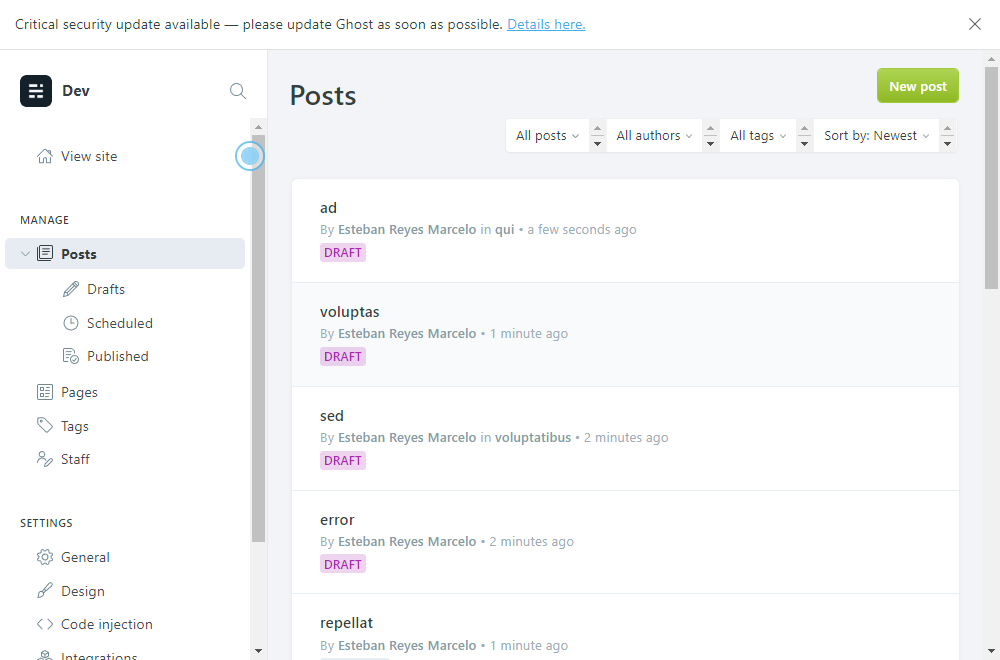 Critical security update available — please update Ghost as soon as possible. Details here.
Dev
View site
MANAGE
Posts
Drafts
Scheduled
Published
Pages
Tags
Staff
SETTINGS
General
Design
Code injection
Integrations
Posts
New post
All posts
All authors
All tags
Sort by: Newest
ad
By Esteban Reyes Marcelo in qui • a few seconds ago
DRAFT
voluptas
By Esteban Reyes Marcelo • 1 minute ago
DRAFT
sed
By Esteban Reyes Marcelo in voluptatibus • 2 minutes ago
DRAFT
error
By Esteban Reyes Marcelo • 2 minutes ago
DRAFT
repellat
By Esteban Reyes Marcelo • 1 minute ago